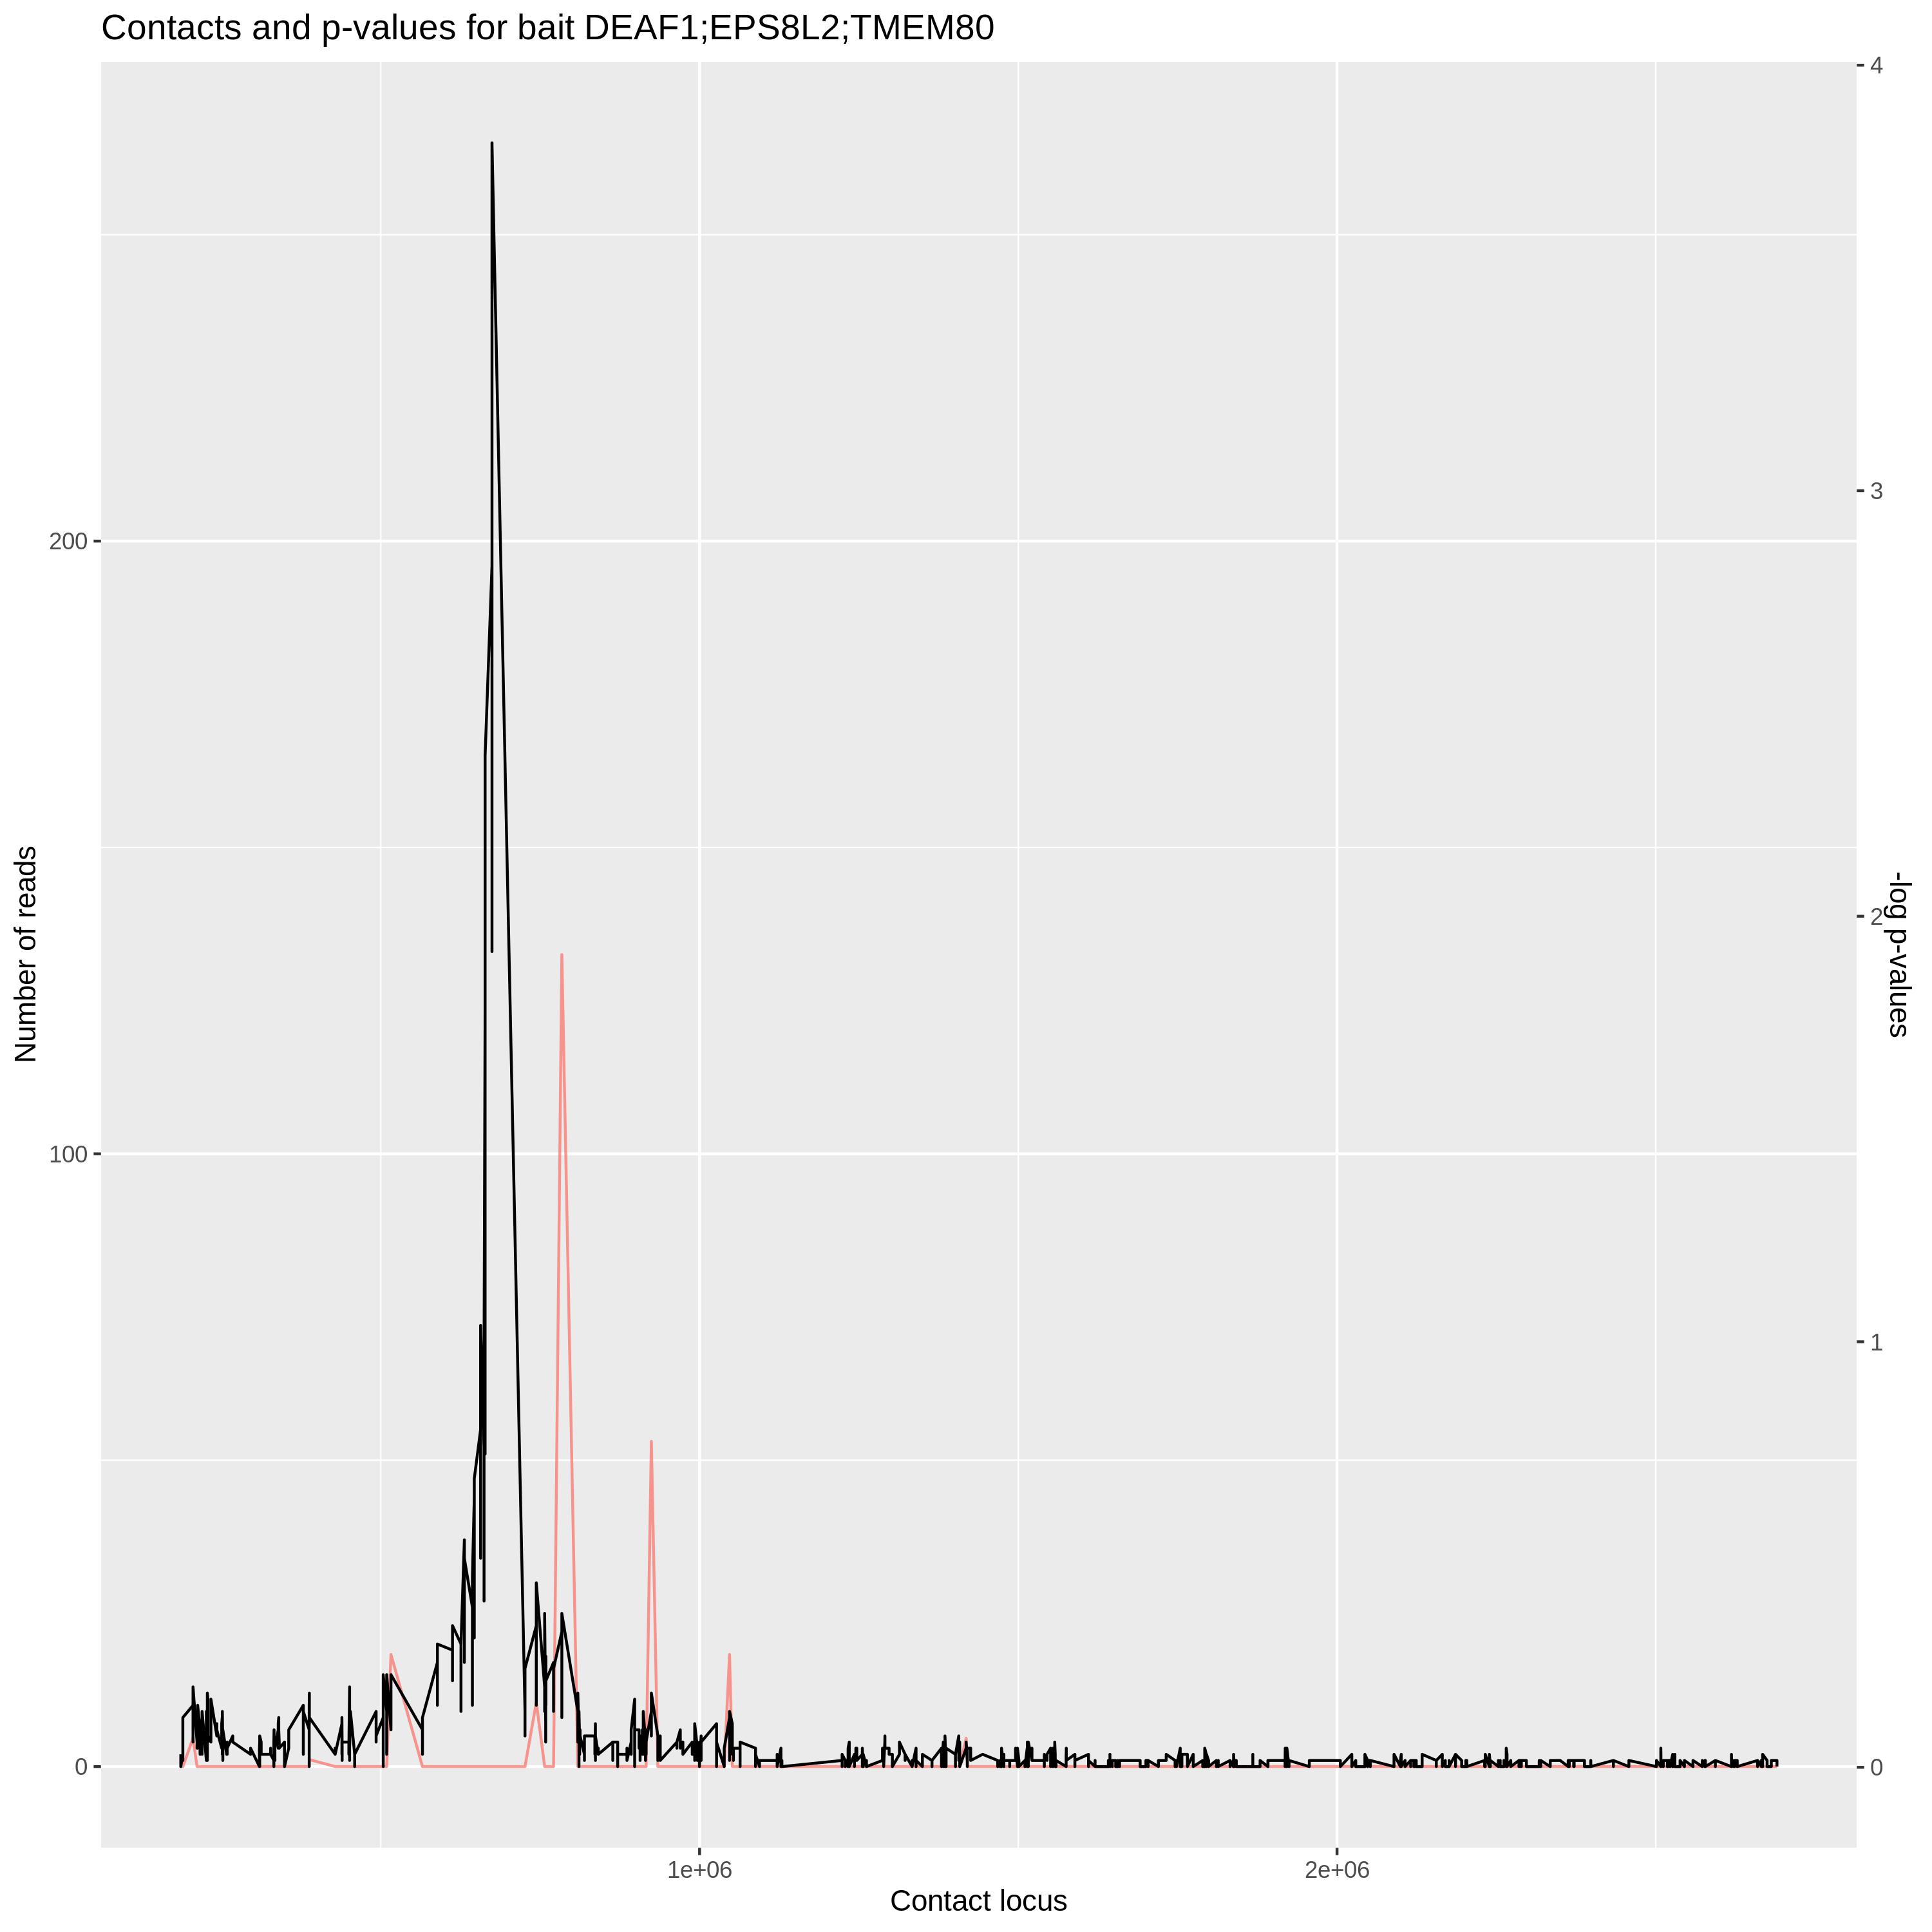 Contacts and p-values for bait DEAF1;EPS8L2;TMEM80
Number of reads
200
100
0
4
3
2
1
0
-log p-values
1e+06
2e+06
Contact locus